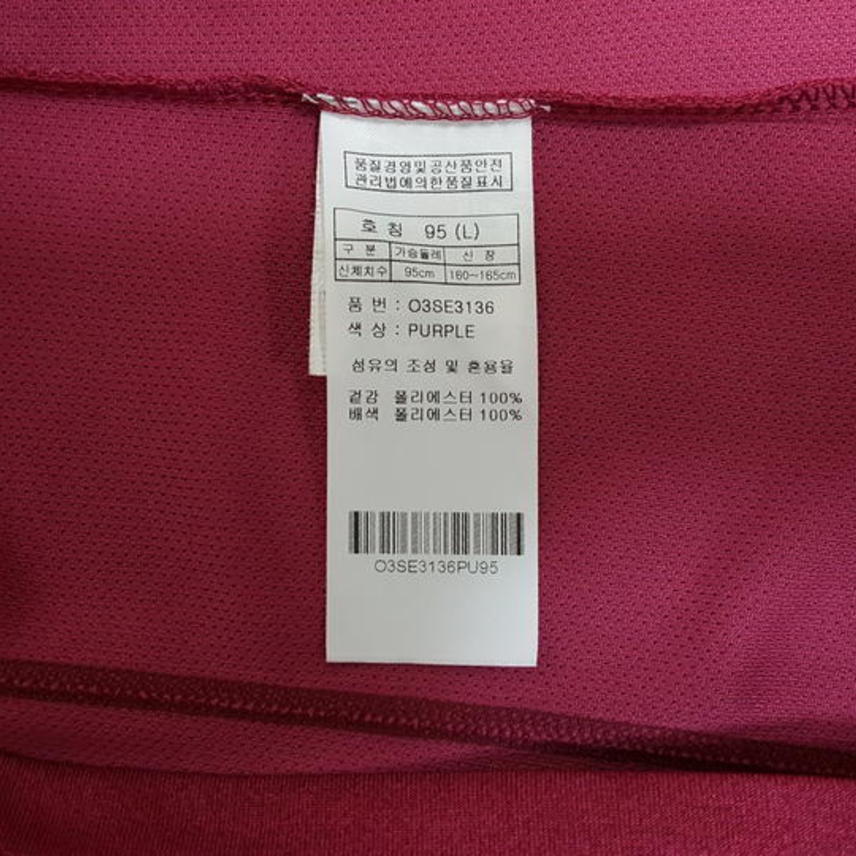 품질경영및공산품안전
관리법에의한품질표시
호 칭 95 (L)
구 분 가슴둘레 신 장
신체치수 95cm 160~165cm
품 번 : O3SE3136
색 상 : PURPLE
섬유의 조성 및 혼용율
겉감 폴리에스터 100%
배색 폴리에스터 100%
O3SE3136PU95